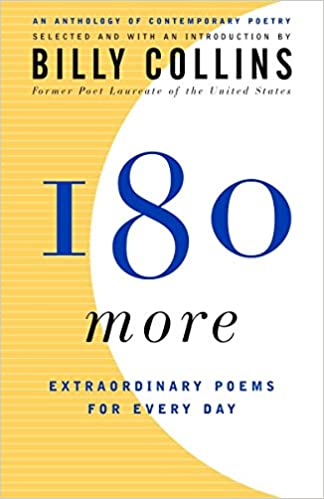 AN ANTHOLOGY OF CONTEMPORARY POETRY
SELECTED AND WITH AN INTRODUCTION BY
BILLY COLLINS
Former Poet Laureate of the United States
180
more
EXTRAORDINARY POEMS
FOR EVERY DAY